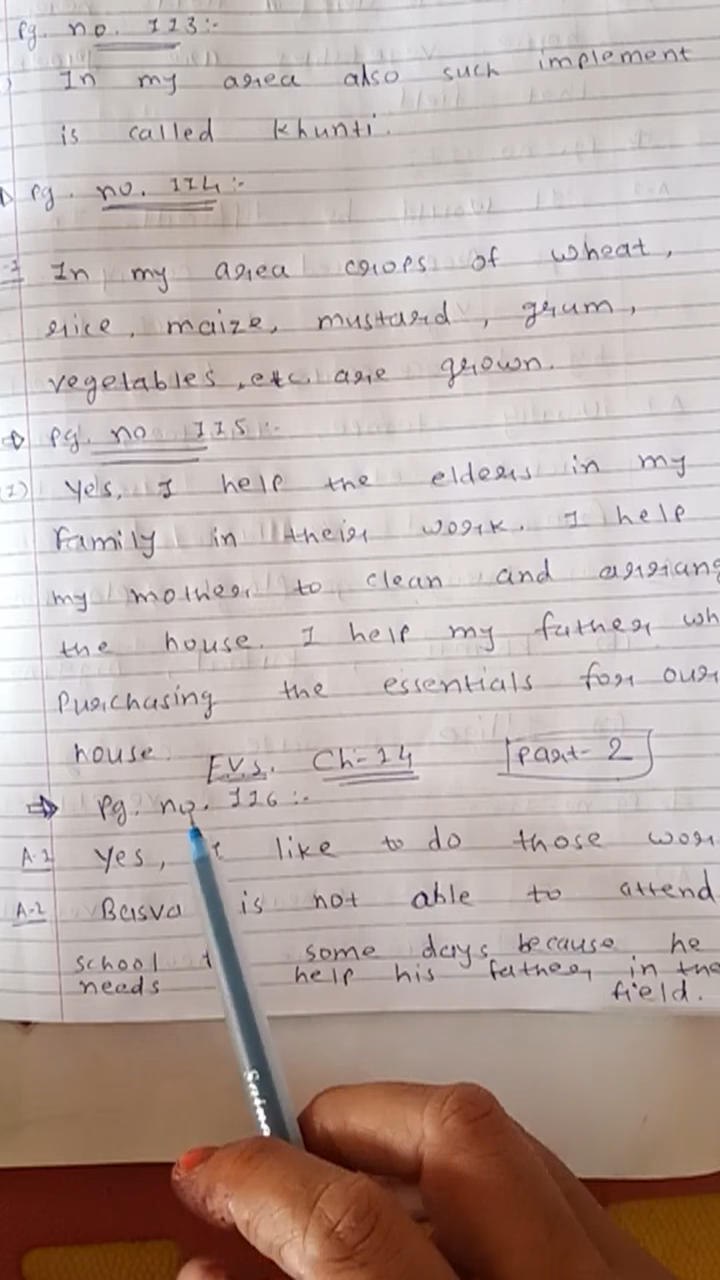 Pg. no. 113:-
In my area also such implement
is called Khunti.
Pg. no. 114:-
In my area crops of wheat,
rice, maize, mustard, grum,
vegetables, etc. are grown.
Pg. no 115:-
Yes, I help the elders in my
family in their work. I help
my mother to clean and
the house. I help my father
Purchasing the essentials for our
house.
E.V.S. Ch-14 Part-2
Pg. no. 116:-
A-1 Yes, I like to do those
A-2 Basva is not able to attend
school some days because he
needs help his father in the
field.